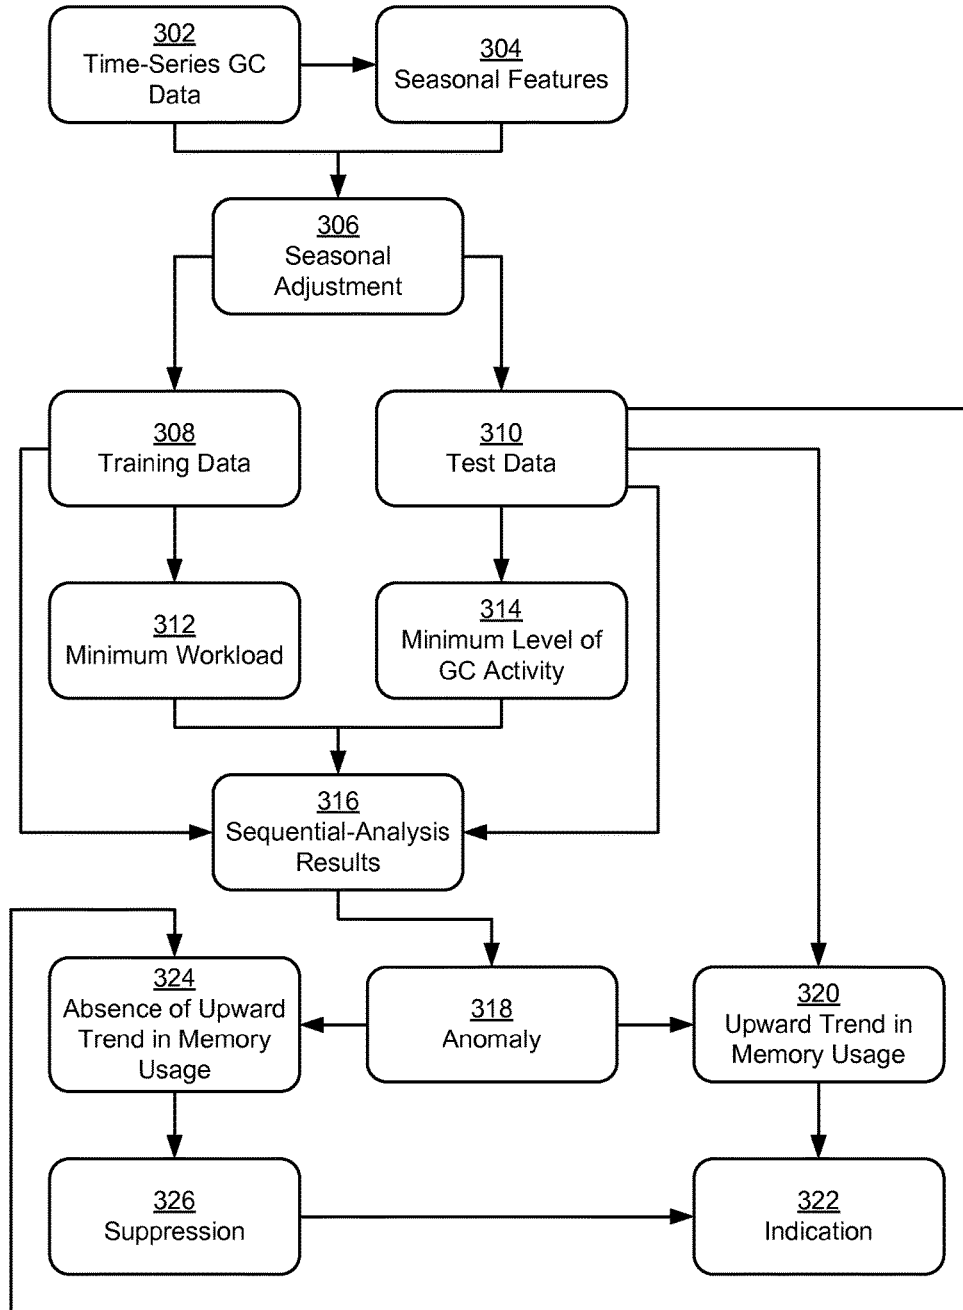 302
Time-Series GC
Data
304
Seasonal Features
306
Seasonal
Adjustment
308
Training Data
310
Test Data
312
Minimum Workload
314
Minimum Level of
GC Activity
316
Sequential-Analysis
Results
324
Absence of Upward
Trend in Memory
Usage
318
Anomaly
320
Upward Trend in
Memory Usage
326
Suppression
322
Indication